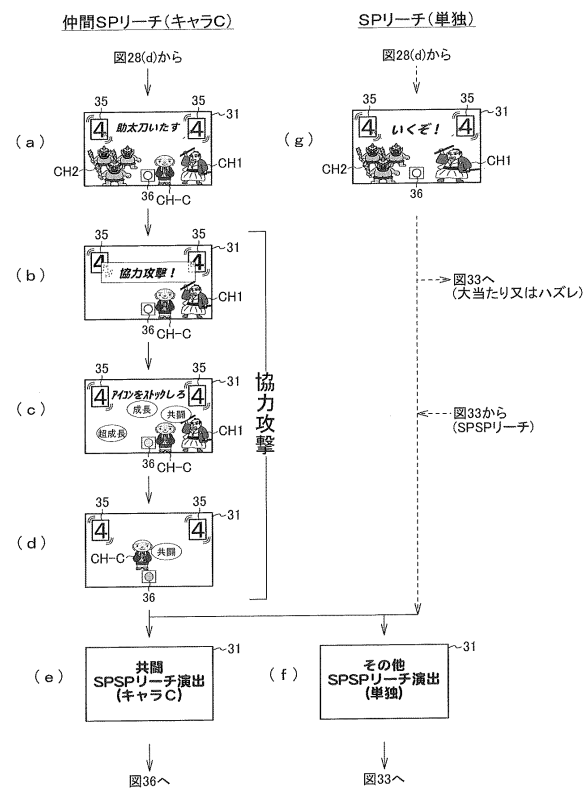 仲間SPリーチ(キャラC)
SPリーチ(単独)
図28(d)から
図28(d)から
(a)
35
35
31
4
助太刀いたす
4
CH2
CH1
36
CH-C
(g)
35
35
31
4
いくぞ!
4
CH2
CH1
36
(b)
35
35
31
4
協力攻撃!
4
CH1
36
CH-C
図33へ
(大当たり又はハズレ)
(c)
35
35
31
4
アイコンをストックしろ
4
成長
共闘
超成長
CH1
36
CH-C
協力攻撃
図33から
(SPSPリーチ)
(d)
35
35
31
4
4
CH-C
共闘
36
(e)
31
共闘
SPSPリーチ演出
(キャラC)
(f)
31
その他
SPSPリーチ演出
(単独)
図36へ
図33へ